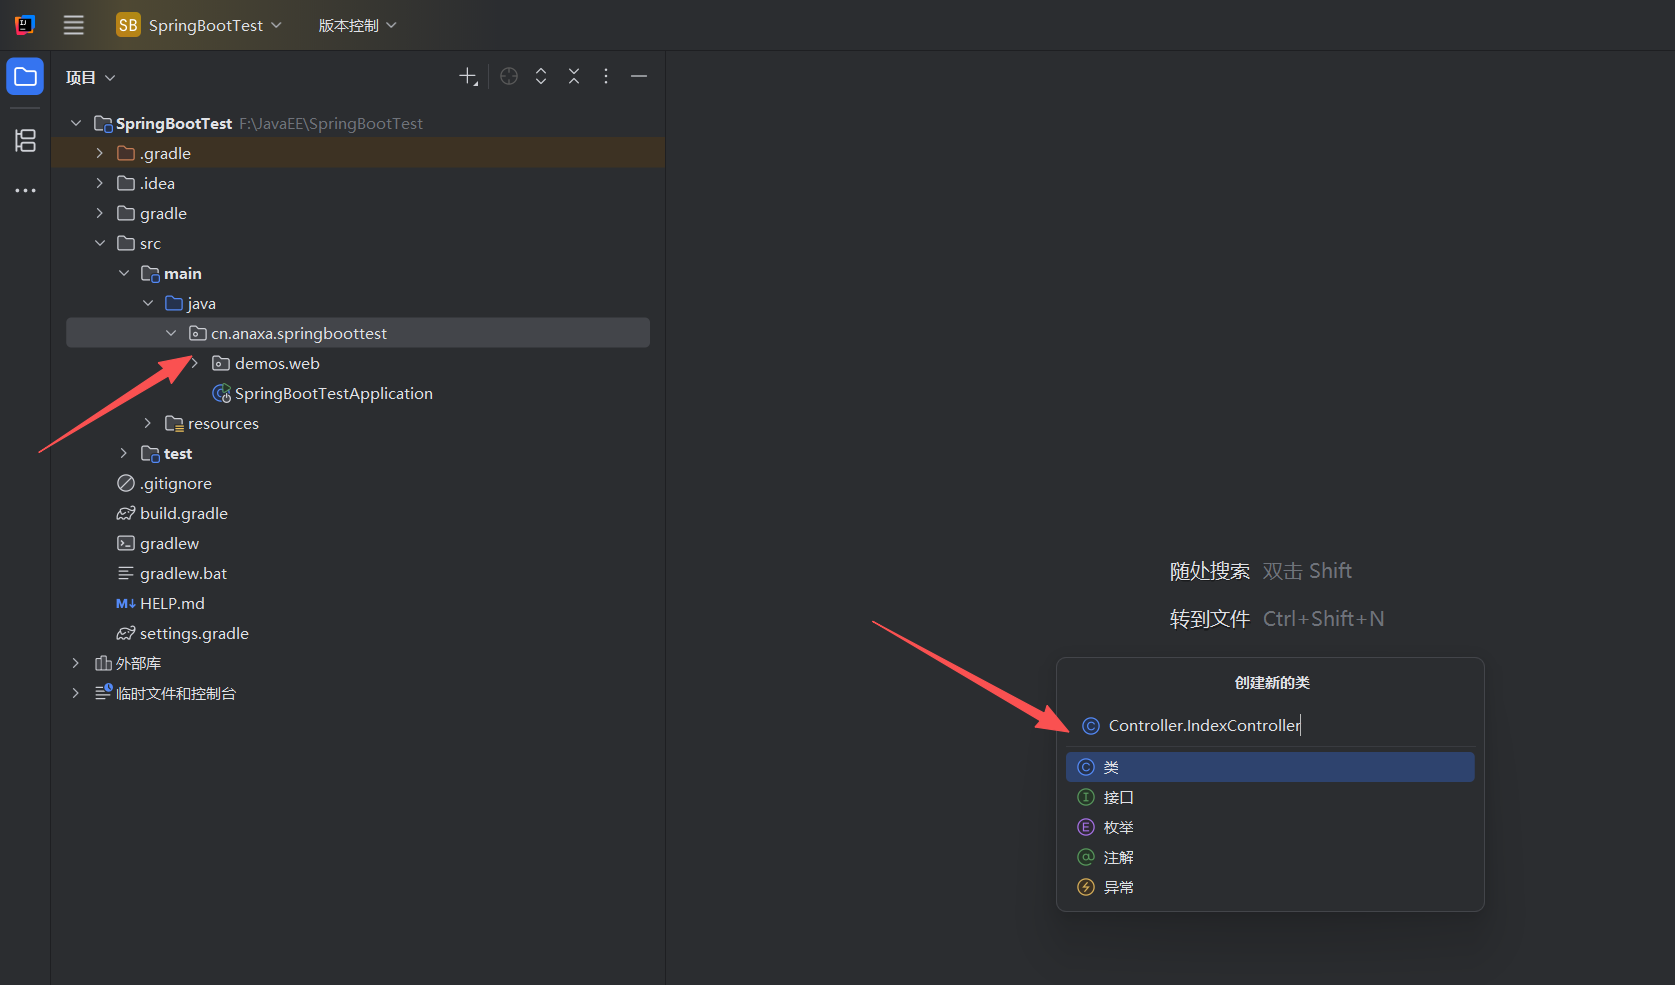 SB SpringBootTest 版本控制
项目
SpringBootTest F:\JavaEE\SpringBootTest
.gradle
.idea
gradle
src
main
java
cn.anaxa.springboottest
demos.web
SpringBootTestApplication
resources
test
.gitignore
build.gradle
gradlew
gradlew.bat
M↓ HELP.md
settings.gradle
外部库
临时文件和控制台
随处搜索 双击 Shift
转到文件 Ctrl+Shift+N
创建新的类
C Controller.IndexController
C 类
I 接口
E 枚举
@ 注解
异常